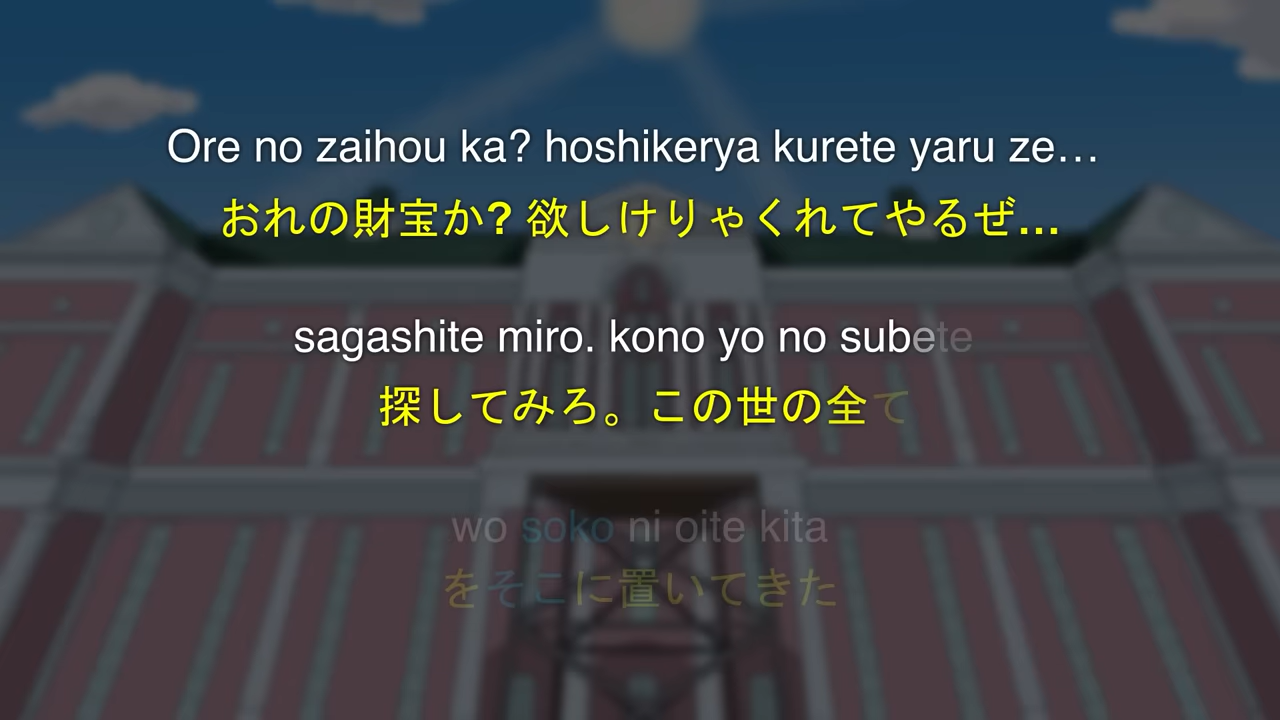 Ore no zaihou ka? hoshikerya kurete yaru ze…
おれの財宝か? 欲しけりゃくれてやるぜ...
sagashite miro. kono yo no subete
探してみろ。この世の全て
wo soko ni oite kita
をそこに置いてきた